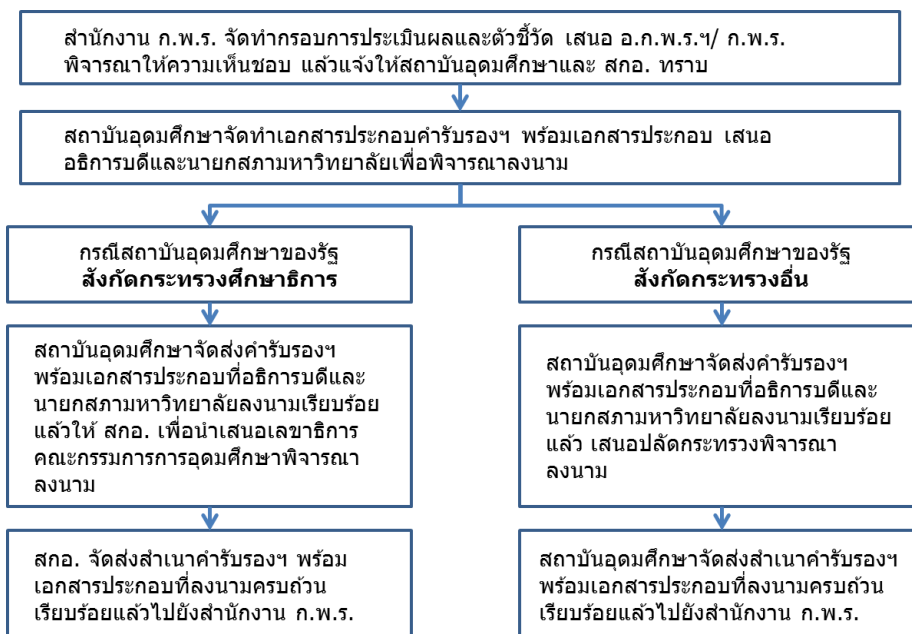 สำนักงาน ก.พ.ร. จัดทำกรอบการประเมินผลและตัวชี้วัด เสนอ อ.ก.พ.ร.ฯ/ ก.พ.ร.
พิจารณาให้ความเห็นชอบ แล้วแจ้งให้สถาบันอุดมศึกษาและ สกอ. ทราบ
สถาบันอุดมศึกษาจัดทำเอกสารประกอบคำรับรองฯ พร้อมเอกสารประกอบ เสนอ
อธิการบดีและนายกสภามหาวิทยาลัยเพื่อพิจารณาลงนาม
กรณีสถาบันอุดมศึกษาของรัฐ
สังกัดกระทรวงศึกษาธิการ
สถาบันอุดมศึกษาจัดส่งคำรับรองฯ
พร้อมเอกสารประกอบที่อธิการบดีและ
นายกสภามหาวิทยาลัยลงนามเรียบร้อย
แล้วให้ สกอ. เพื่อนำเสนอเลขาธิการ
คณะกรรมการการอุดมศึกษาพิจารณา
ลงนาม
สกอ. จัดส่งสำเนาคำรับรองฯ พร้อม
เอกสารประกอบที่ลงนามครบถ้วน
เรียบร้อยแล้วไปยังสำนักงาน ก.พ.ร.
กรณีสถาบันอุดมศึกษาของรัฐ
สังกัดกระทรวงอื่น
สถาบันอุดมศึกษาจัดส่งคำรับรองฯ
พร้อมเอกสารประกอบที่อธิการบดีและ
นายกสภามหาวิทยาลัยลงนามเรียบร้อย
แล้ว เสนอปลัดกระทรวงพิจารณา
ลงนาม
สถาบันอุดมศึกษาจัดส่งสำเนาคำรับรองฯ
พร้อมเอกสารประกอบที่ลงนามครบถ้วน
เรียบร้อยแล้วไปยังสำนักงาน ก.พ.ร.